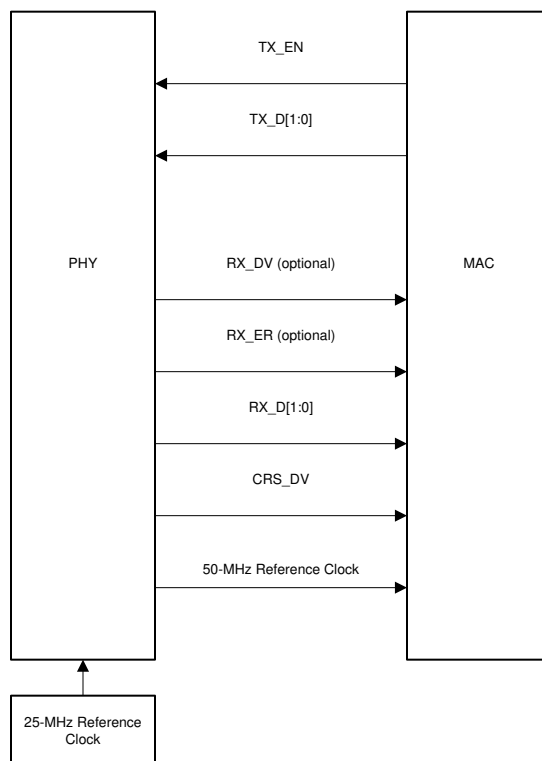 TX_EN
TX_D[1:0]
PHY
RX_DV (optional)
MAC
RX_ER (optional)
RX_D[1:0]
CRS_DV
50-MHz Reference Clock
25-MHz Reference
Clock